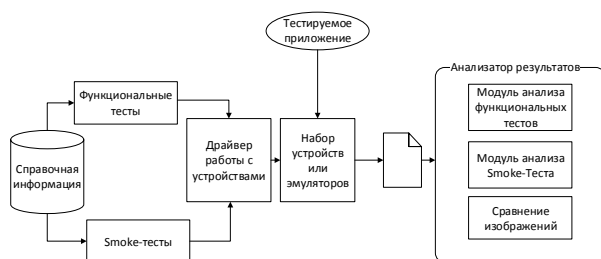 Тестируемое
приложение
Анализатор результатов
Функциональные
тесты
Модуль анализа
функциональных
тестов
Драйвер
работы с
устройствами
Набор
устройств
или
эмуляторов
Справочная
информация
Модуль анализа
Smoke-Теста
Smoke-тесты
Сравнение
изображений